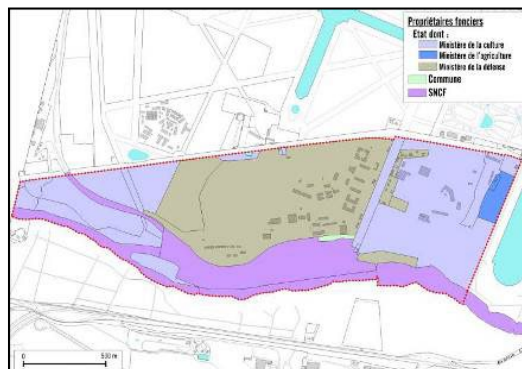 Propriétaires fonciers
Etat dont :
Ministère de la culture
Ministère de l'agriculture
Ministère de la défense
Commune
SNCF
0 500 m